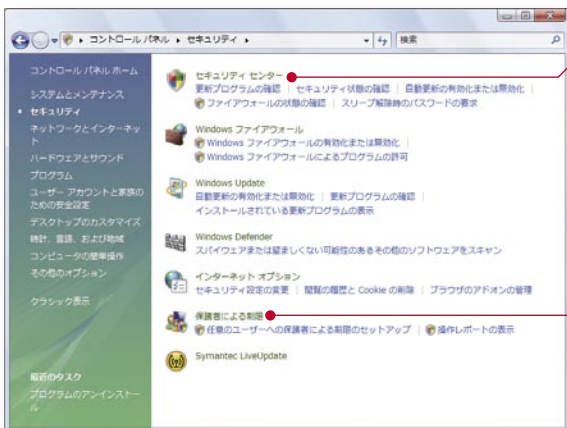 コントロール パネル ▸ セキュリティ ▸
検索
コントロール パネル ホーム
システムとメンテナンス
セキュリティ
ネットワークとインターネッ
ト
ハードウェアとサウンド
プログラム
ユーザー アカウントと家族の
ための安全設定
デスクトップのカスタマイズ
時計、言語、および地域
コンピュータの簡単操作
その他のオプション
クラシック表示
最近のタスク
プログラムのアンインストー
ル
セキュリティ センター
更新プログラムの確認 | セキュリティ状態の確認 | 自動更新の有効化または無効化 |
ファイアウォールの状態の確認 | スリープ解除時のパスワードの要求
Windows ファイアウォール
Windows ファイアウォールの有効化または無効化 |
Windows ファイアウォールによるプログラムの許可
Windows Update
自動更新の有効化または無効化 | 更新プログラムの確認 |
インストールされている更新プログラムの表示
Windows Defender
スパイウェアまたは望ましくない可能性のあるその他のソフトウェアをスキャン
インターネット オプション
セキュリティ設定の変更 | 閲覧の履歴と Cookie の削除 | ブラウザのアドオンの管理
保護者による制限
任意のユーザーへの保護者による制限のセットアップ | 操作レポートの表示
Symantec LiveUpdate